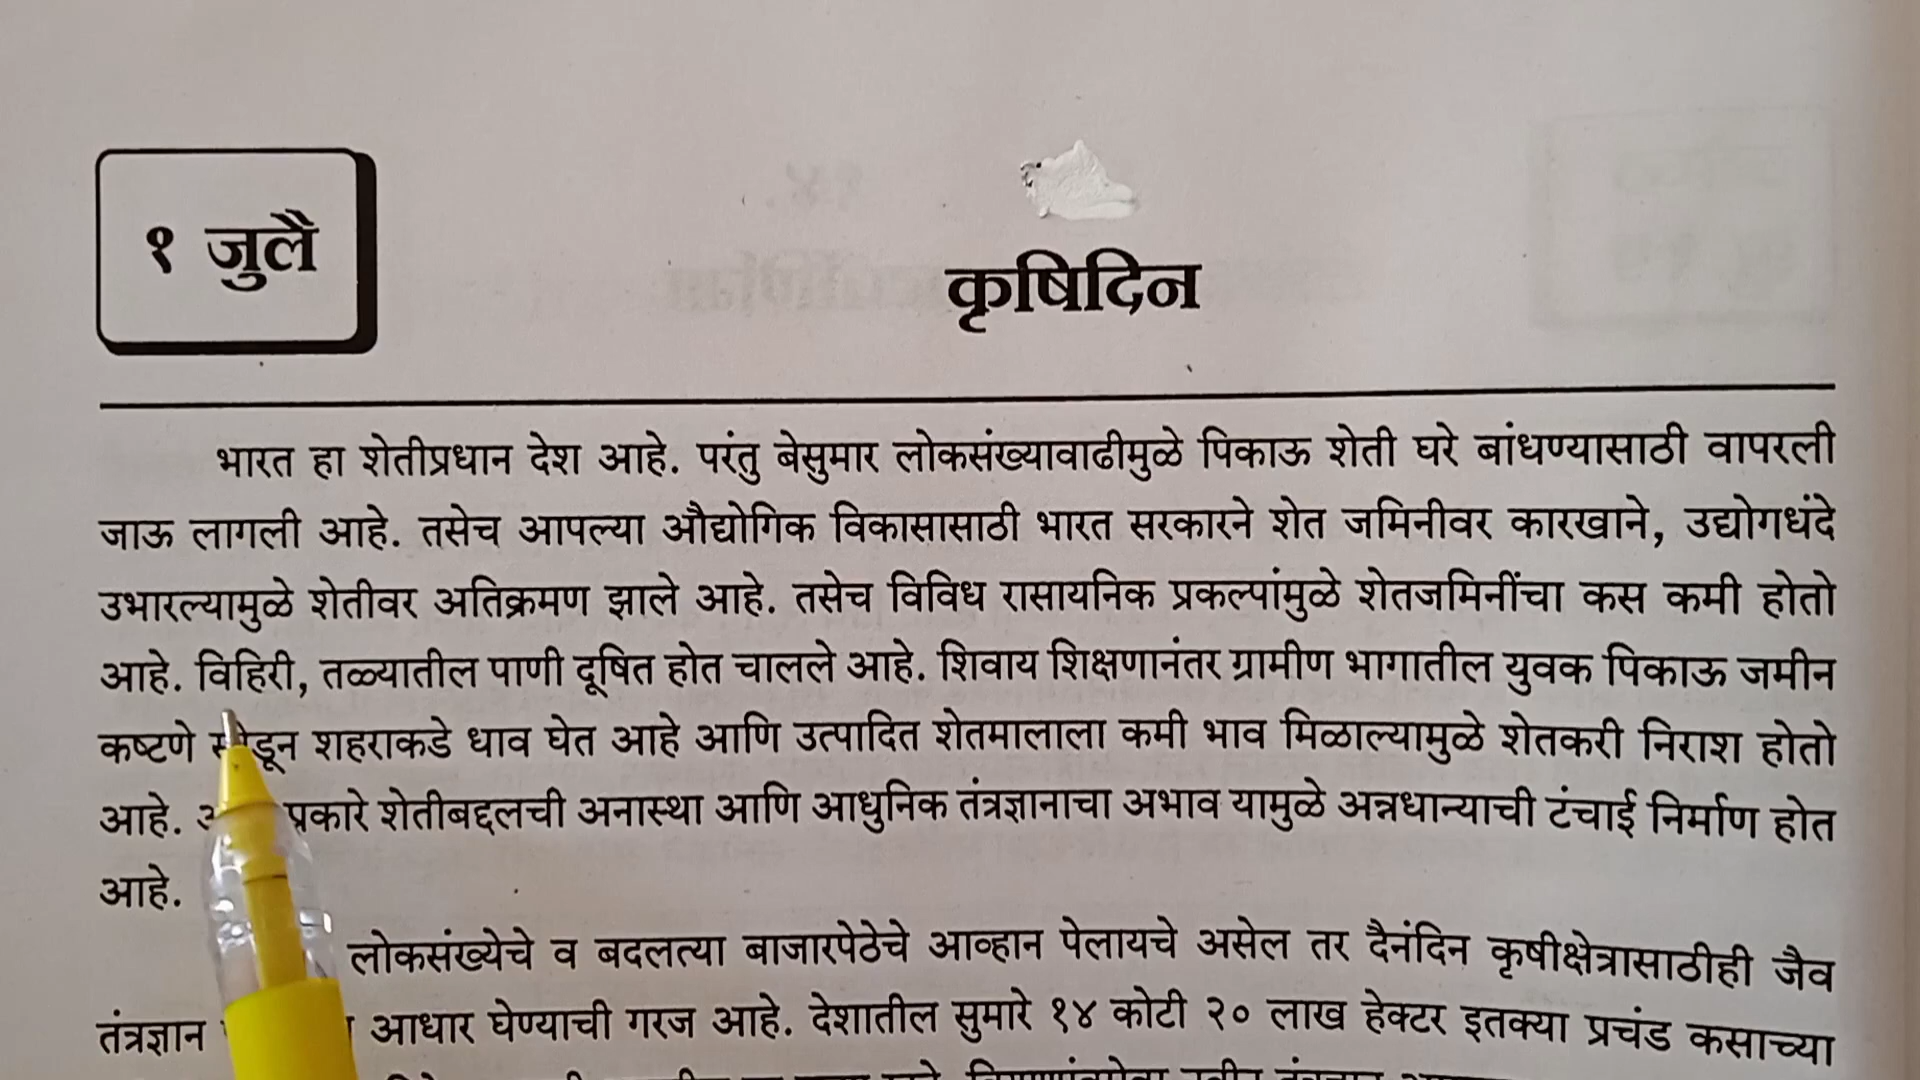 १ जुलै
कृषिदिन
भारत हा शेतीप्रधान देश आहे. परंतु बेसुमार लोकसंख्यावाढीमुळे पिकाऊ शेती घरे बांधण्यासाठी वापरली
जाऊ लागली आहे. तसेच आपल्या औद्योगिक विकासासाठी भारत सरकारने शेत जमिनीवर कारखाने, उद्योगधंदे
उभारल्यामुळे शेतीवर अतिक्रमण झाले आहे. तसेच विविध रासायनिक प्रकल्पांमुळे शेतजमिनींचा कस कमी होतो
आहे. विहिरी, तळ्यातील पाणी दूषित होत चालले आहे. शिवाय शिक्षणानंतर ग्रामीण भागातील युवक पिकाऊ जमीन
कष्टणे सोडून शहराकडे धाव घेत आहे आणि उत्पादित शेतमालाला कमी भाव मिळाल्यामुळे शेतकरी निराश होतो
आहे. प्रकारे शेतीबद्दलची अनास्था आणि आधुनिक तंत्रज्ञानाचा अभाव यामुळे अन्नधान्याची टंचाई निर्माण होत
आहे.
लोकसंख्येचे व बदलत्या बाजारपेठेचे आव्हान पेलायचे असेल तर दैनंदिन कृषीक्षेत्रासाठीही जैव
तंत्रज्ञान आधार घेण्याची गरज आहे. देशातील सुमारे १४ कोटी २० लाख हेक्टर इतक्या प्रचंड कसाच्या